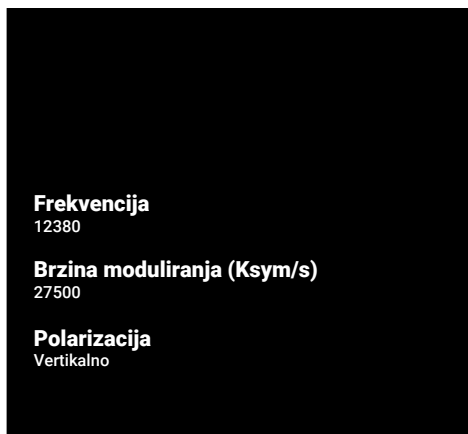 Frekvencija
12380
Brzina moduliranja (Ksym/s)
27500
Polarizacija
Vertikalno